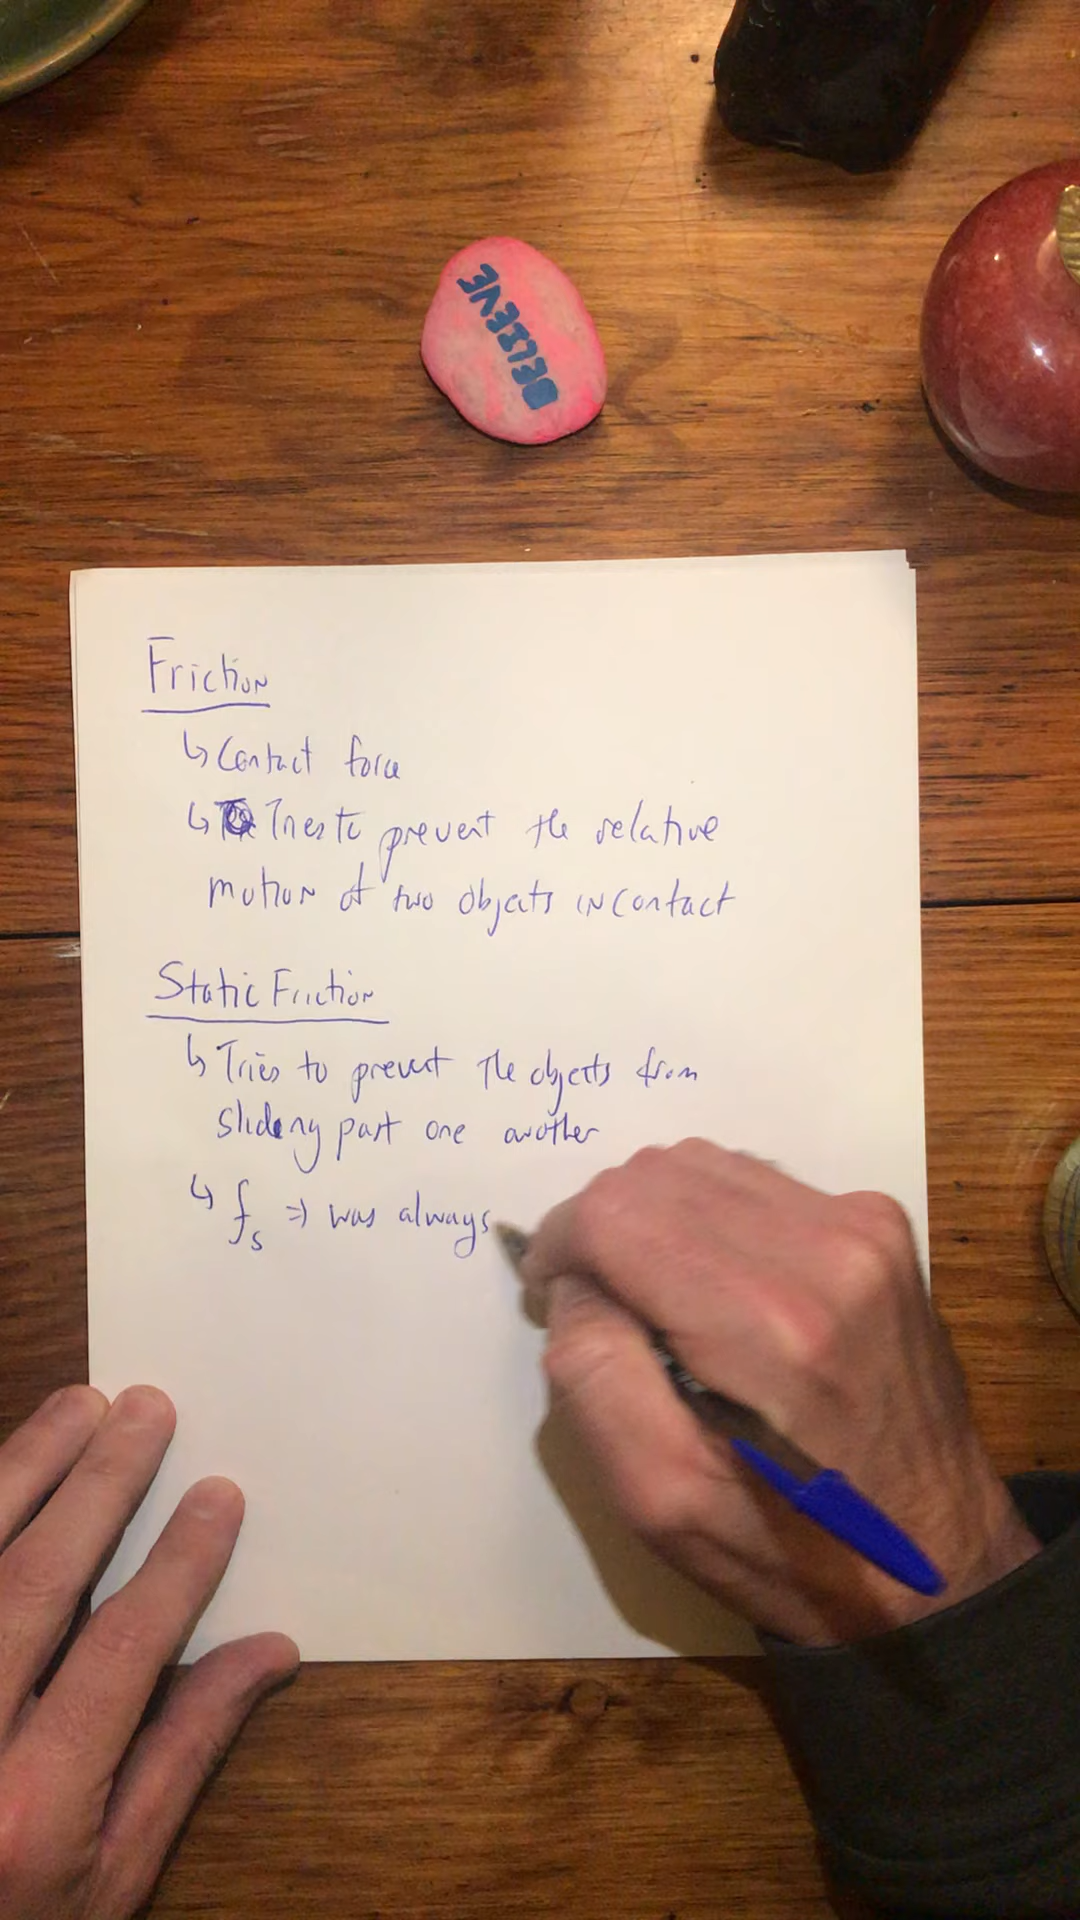 BELIEVE
Friction
↳ Contact force
↳ Tries to prevent the relative
motion of two objects in contact
Static Friction
↳ Tries to prevent the objects from
sliding past one another
↳ fs => was always